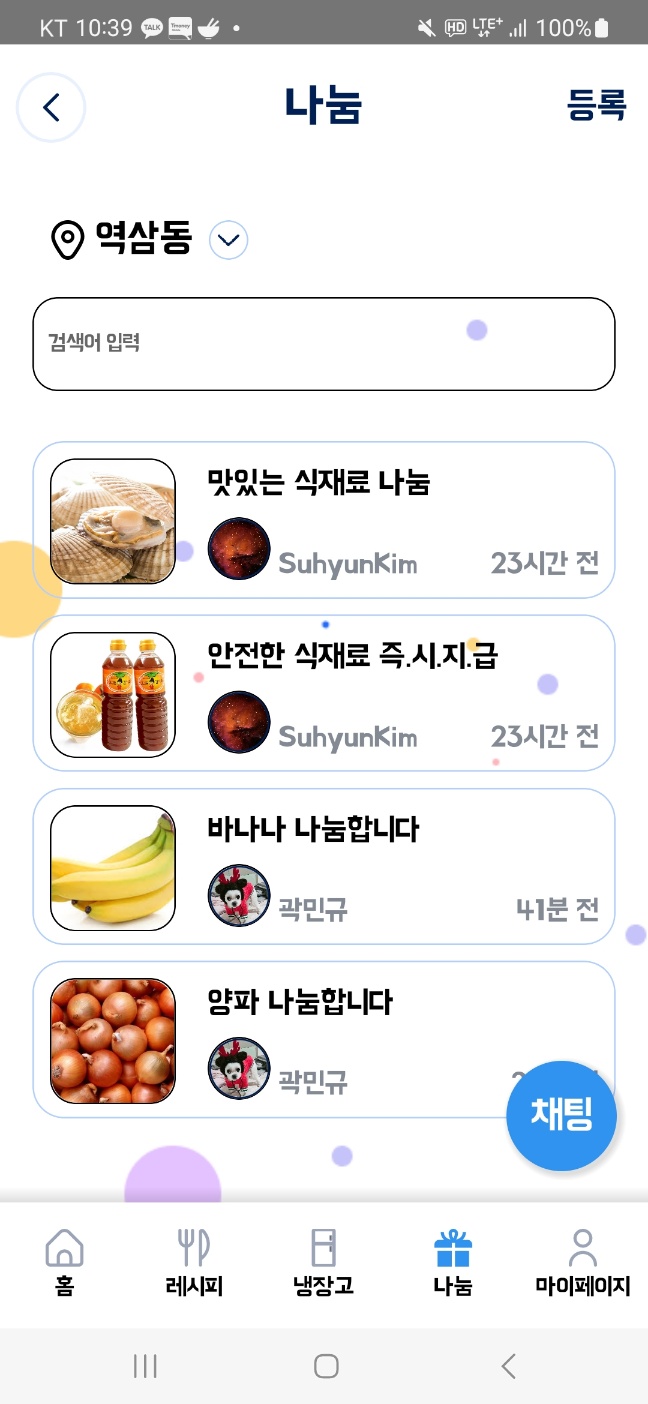 KT 10:39 TALK HD LTE+ 100%
나눔 등록
역삼동
검색어 입력
맛있는 식재료 나눔
SuhyunKim 23시간 전
안전한 식재료 즉.시.지.급
SuhyunKim 23시간 전
바나나 나눔합니다
곽민규 41분 전
양파 나눔합니다
곽민규
채팅
홈 레시피 냉장고 나눔 마이페이지